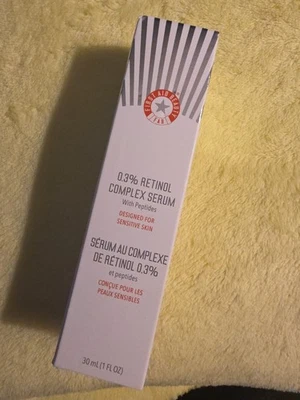 FIRST AID BEAUTY
0.3% RETINOL
COMPLEX SERUM
With Peptides
DESIGNED FOR
SENSITIVE SKIN
SÉRUM AU COMPLEXE
DE RÉTINOL 0,3%
et peptides
CONÇUE POUR LES
PEAUX SENSIBLES
30 ml (1 FL OZ)